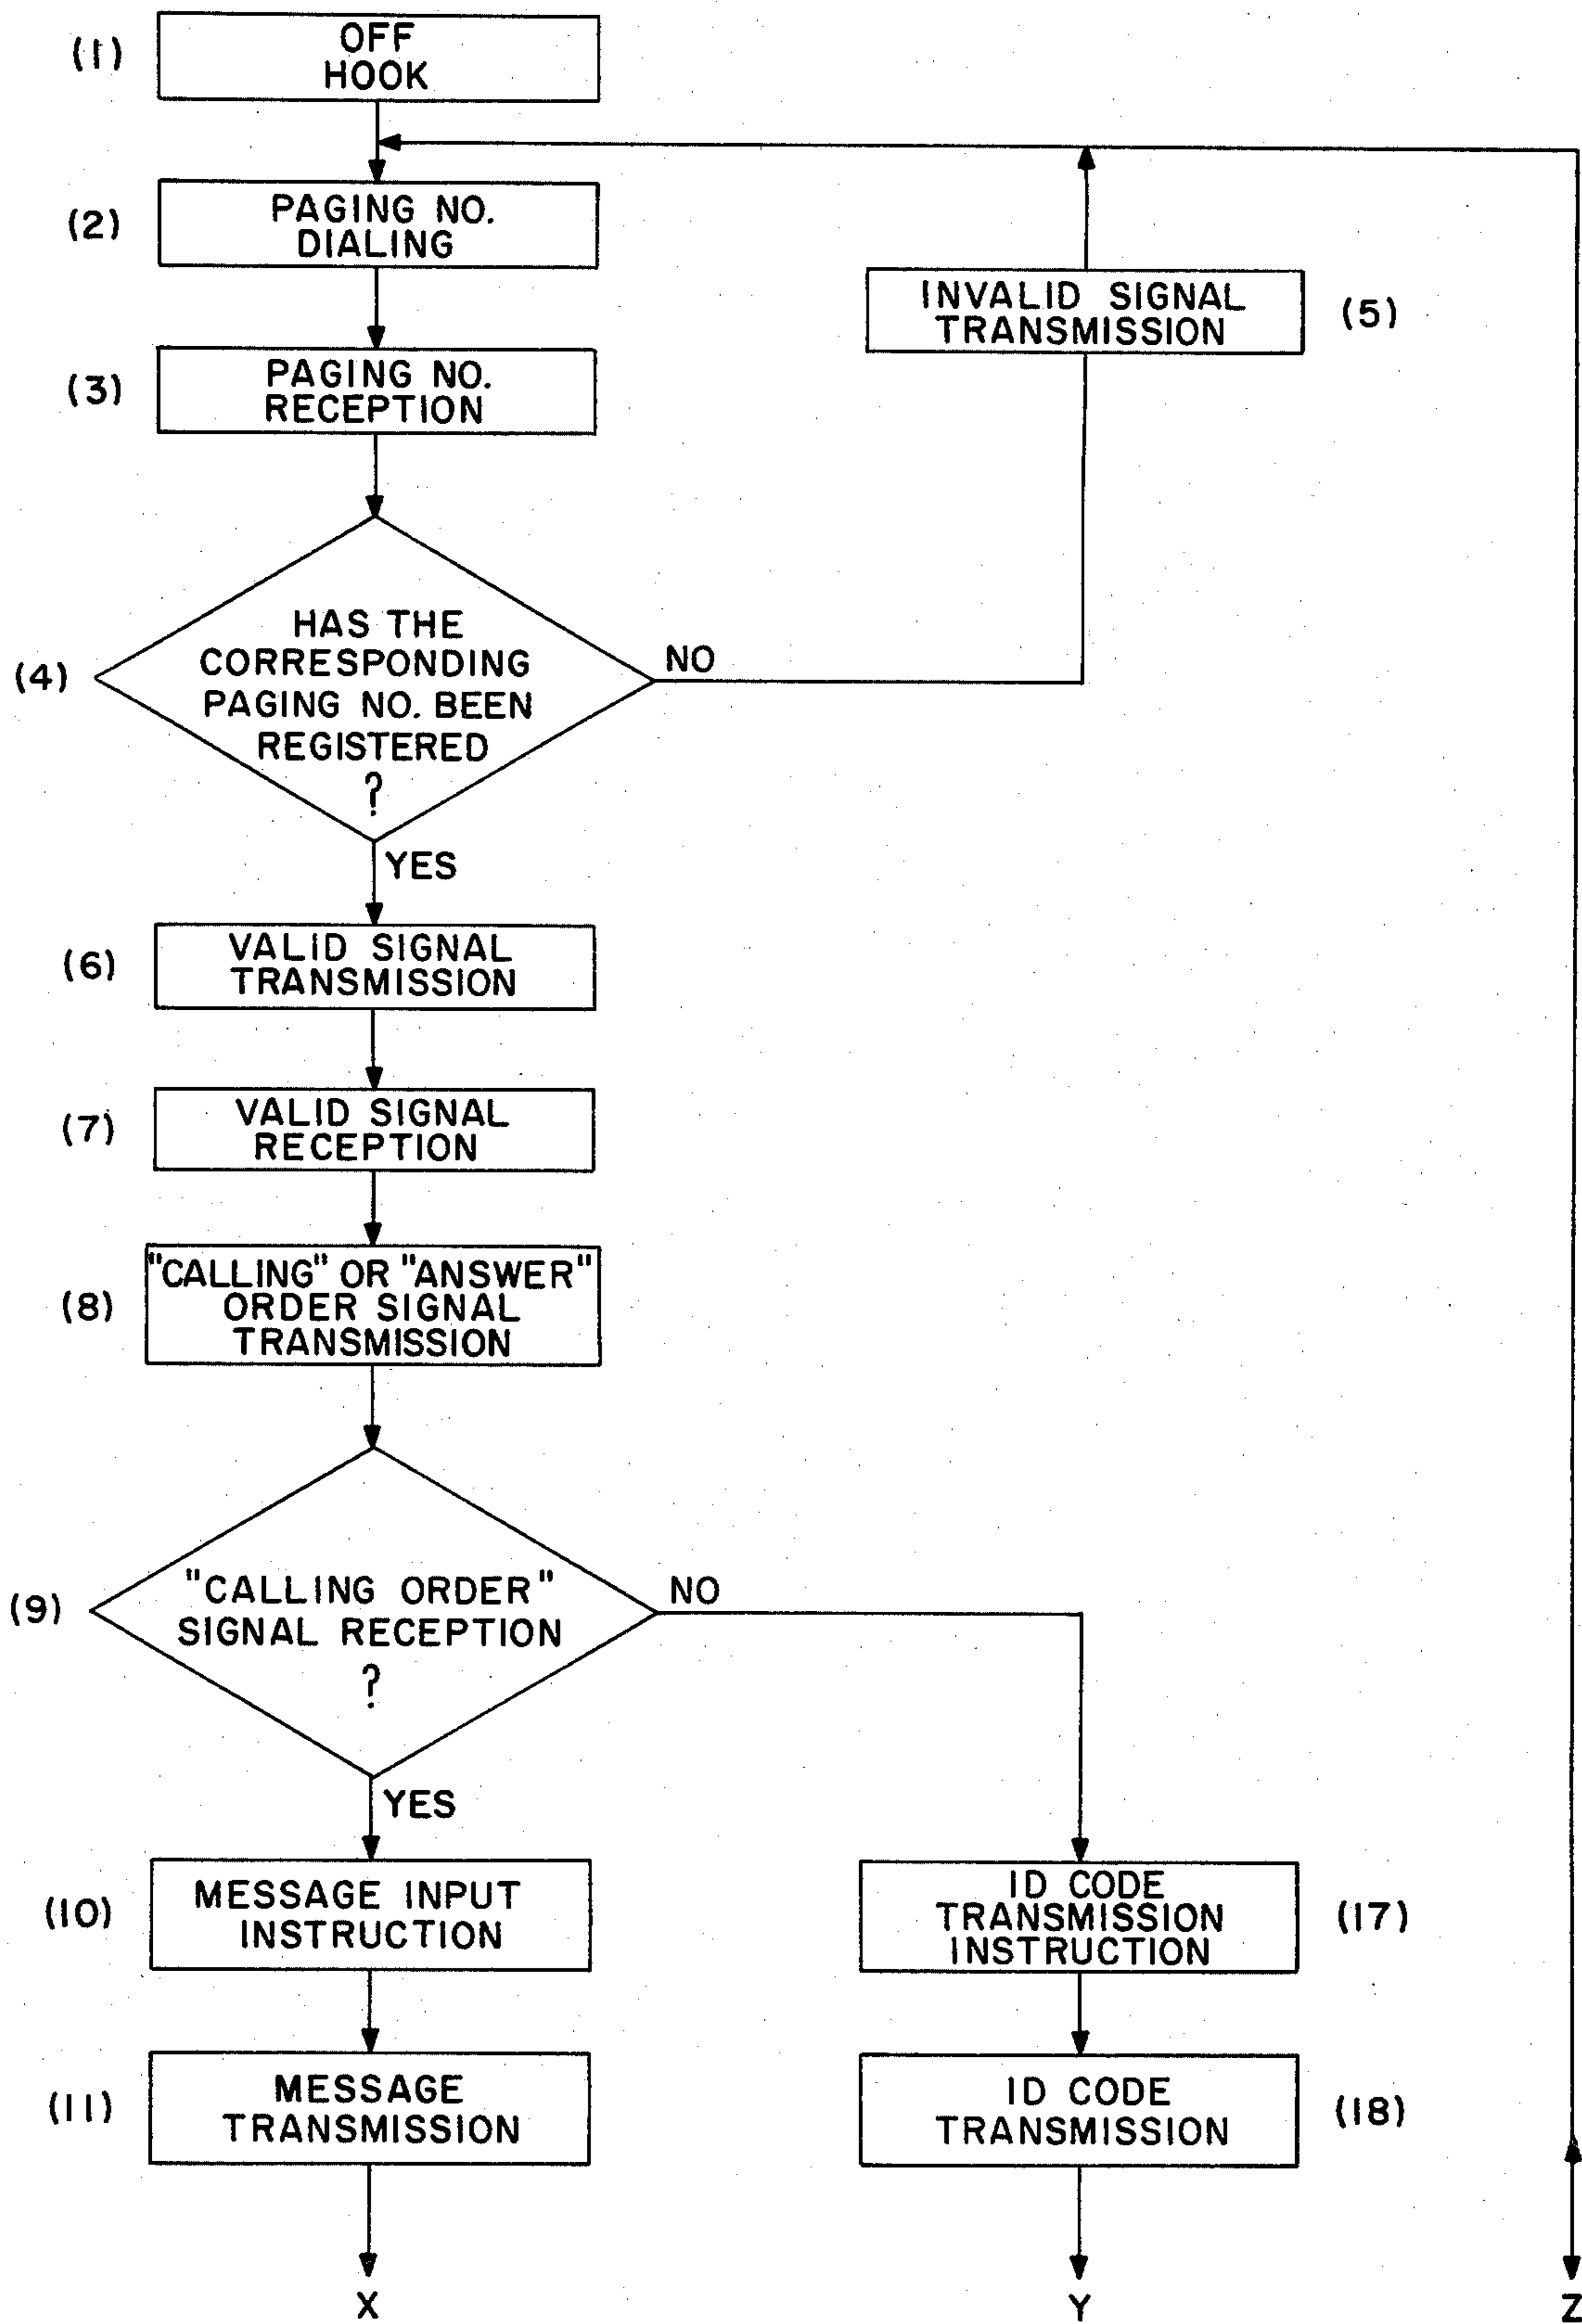 (1)
OFF
HOOK
(2)
PAGING NO.
DIALING
INVALID SIGNAL
TRANSMISSION
(5)
(3)
PAGING NO.
RECEPTION
(4)
HAS THE
CORRESPONDING
PAGING NO. BEEN
REGISTERED
?
NO
YES
(6)
VALID SIGNAL
TRANSMISSION
(7)
VALID SIGNAL
RECEPTION
(8)
"CALLING" OR "ANSWER"
ORDER SIGNAL
TRANSMISSION
(9)
"CALLING ORDER"
SIGNAL RECEPTION
?
NO
YES
(10)
MESSAGE INPUT
INSTRUCTION
ID CODE
TRANSMISSION
INSTRUCTION
(17)
(11)
MESSAGE
TRANSMISSION
ID CODE
TRANSMISSION
(18)
X
Y
Z